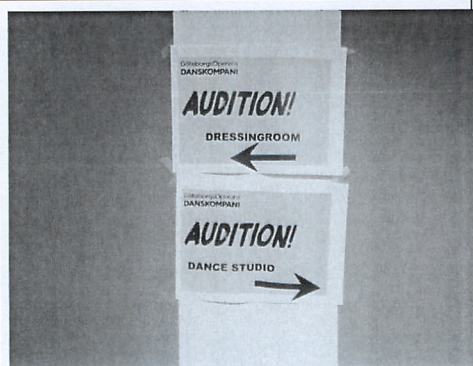 GöteborgsOperans
DANSKOMPANI
AUDITION!
DRESSINGROOM
GöteborgsOperans
DANSKOMPANI
AUDITION!
DANCE STUDIO